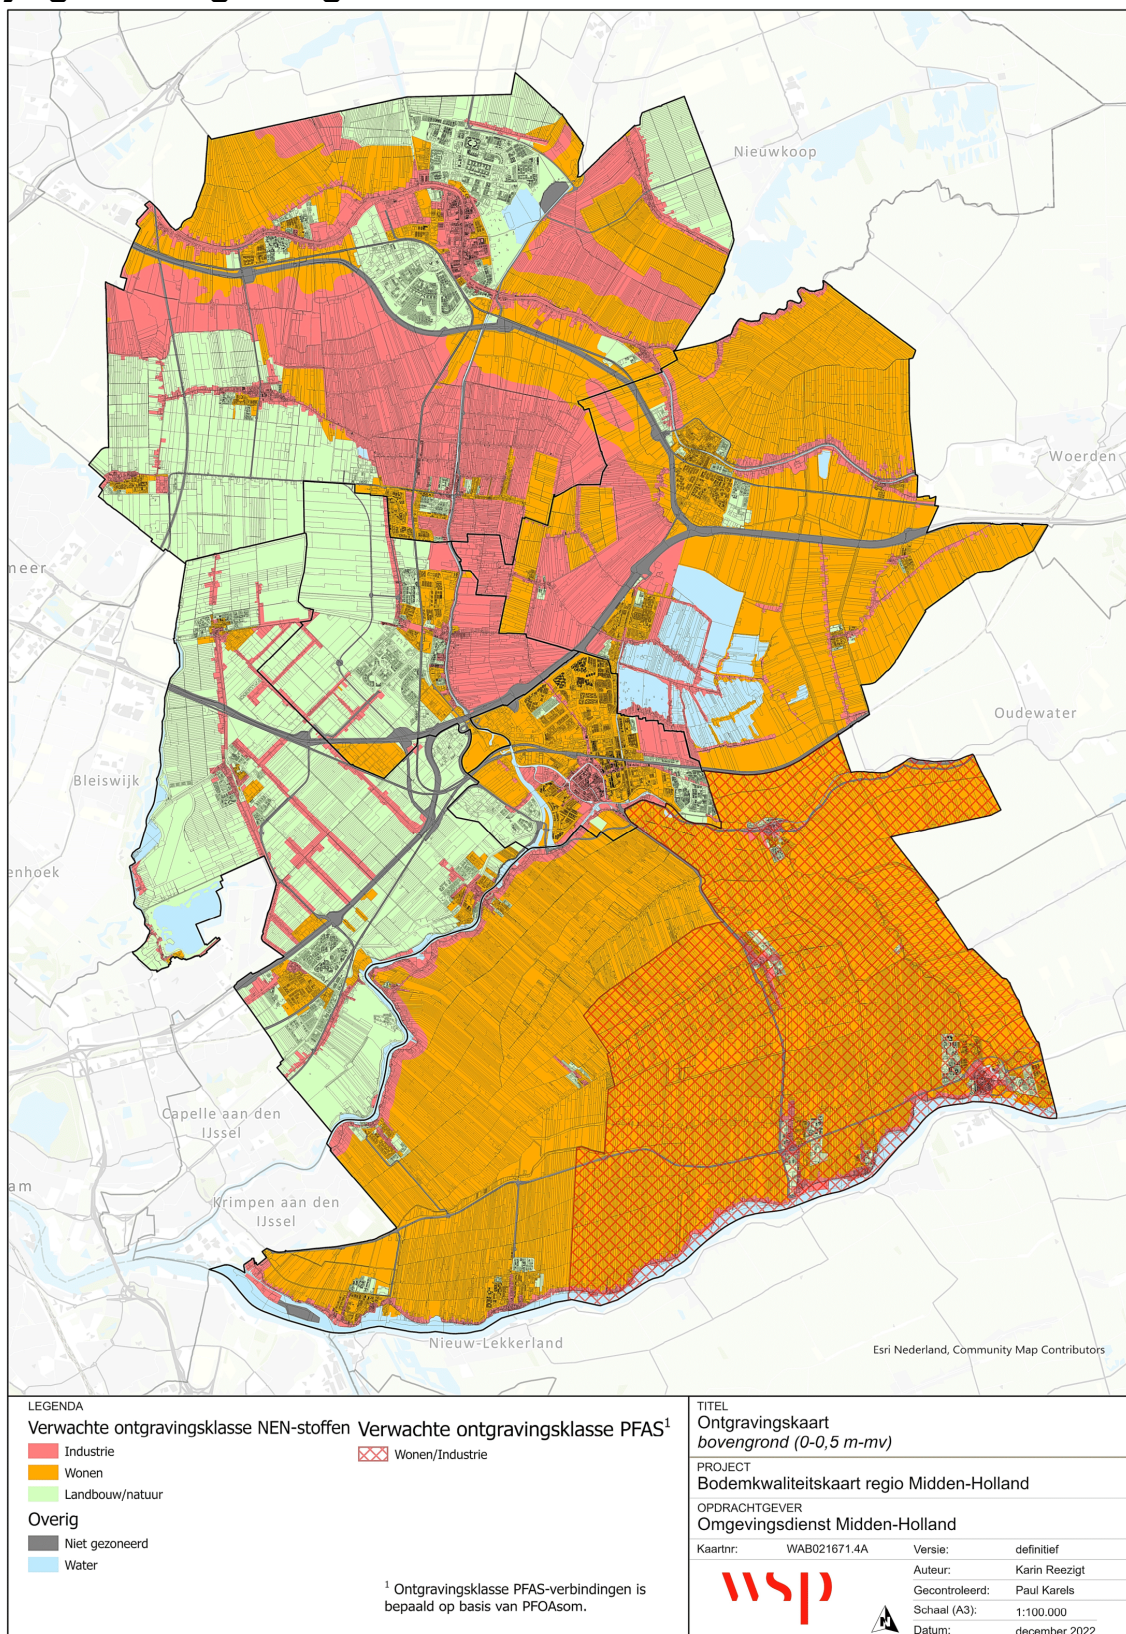 Nieuwkoop
Woerden
meer
Oudewater
Bleiswijk
enhoek
Capelle aan den
IJssel
am
Krimpen aan den
IJssel
Nieuw-Lekkerland
Esri Nederland, Community Map Contributors
LEGENDA
Verwachte ontgravingsklasse NEN-stoffen
Industrie
Wonen
Landbouw/natuur
Overig
Niet gezoneerd
Water
Verwachte ontgravingsklasse PFAS¹
Wonen/Industrie
¹ Ontgravingsklasse PFAS-verbindingen is
bepaald op basis van PFOAsom.
TITEL
Ontgravingskaart
bovengrond (0-0,5 m-mv)
PROJECT
Bodemkwaliteitskaart regio Midden-Holland
OPDRACHTGEVER
Omgevingsdienst Midden-Holland
Kaartnr: WAB021671.4A
Versie: definitief
Auteur: Karin Reezigt
Gecontroleerd: Paul Karels
Schaal (A3): 1:100.000
Datum: december 2022
wsp
N